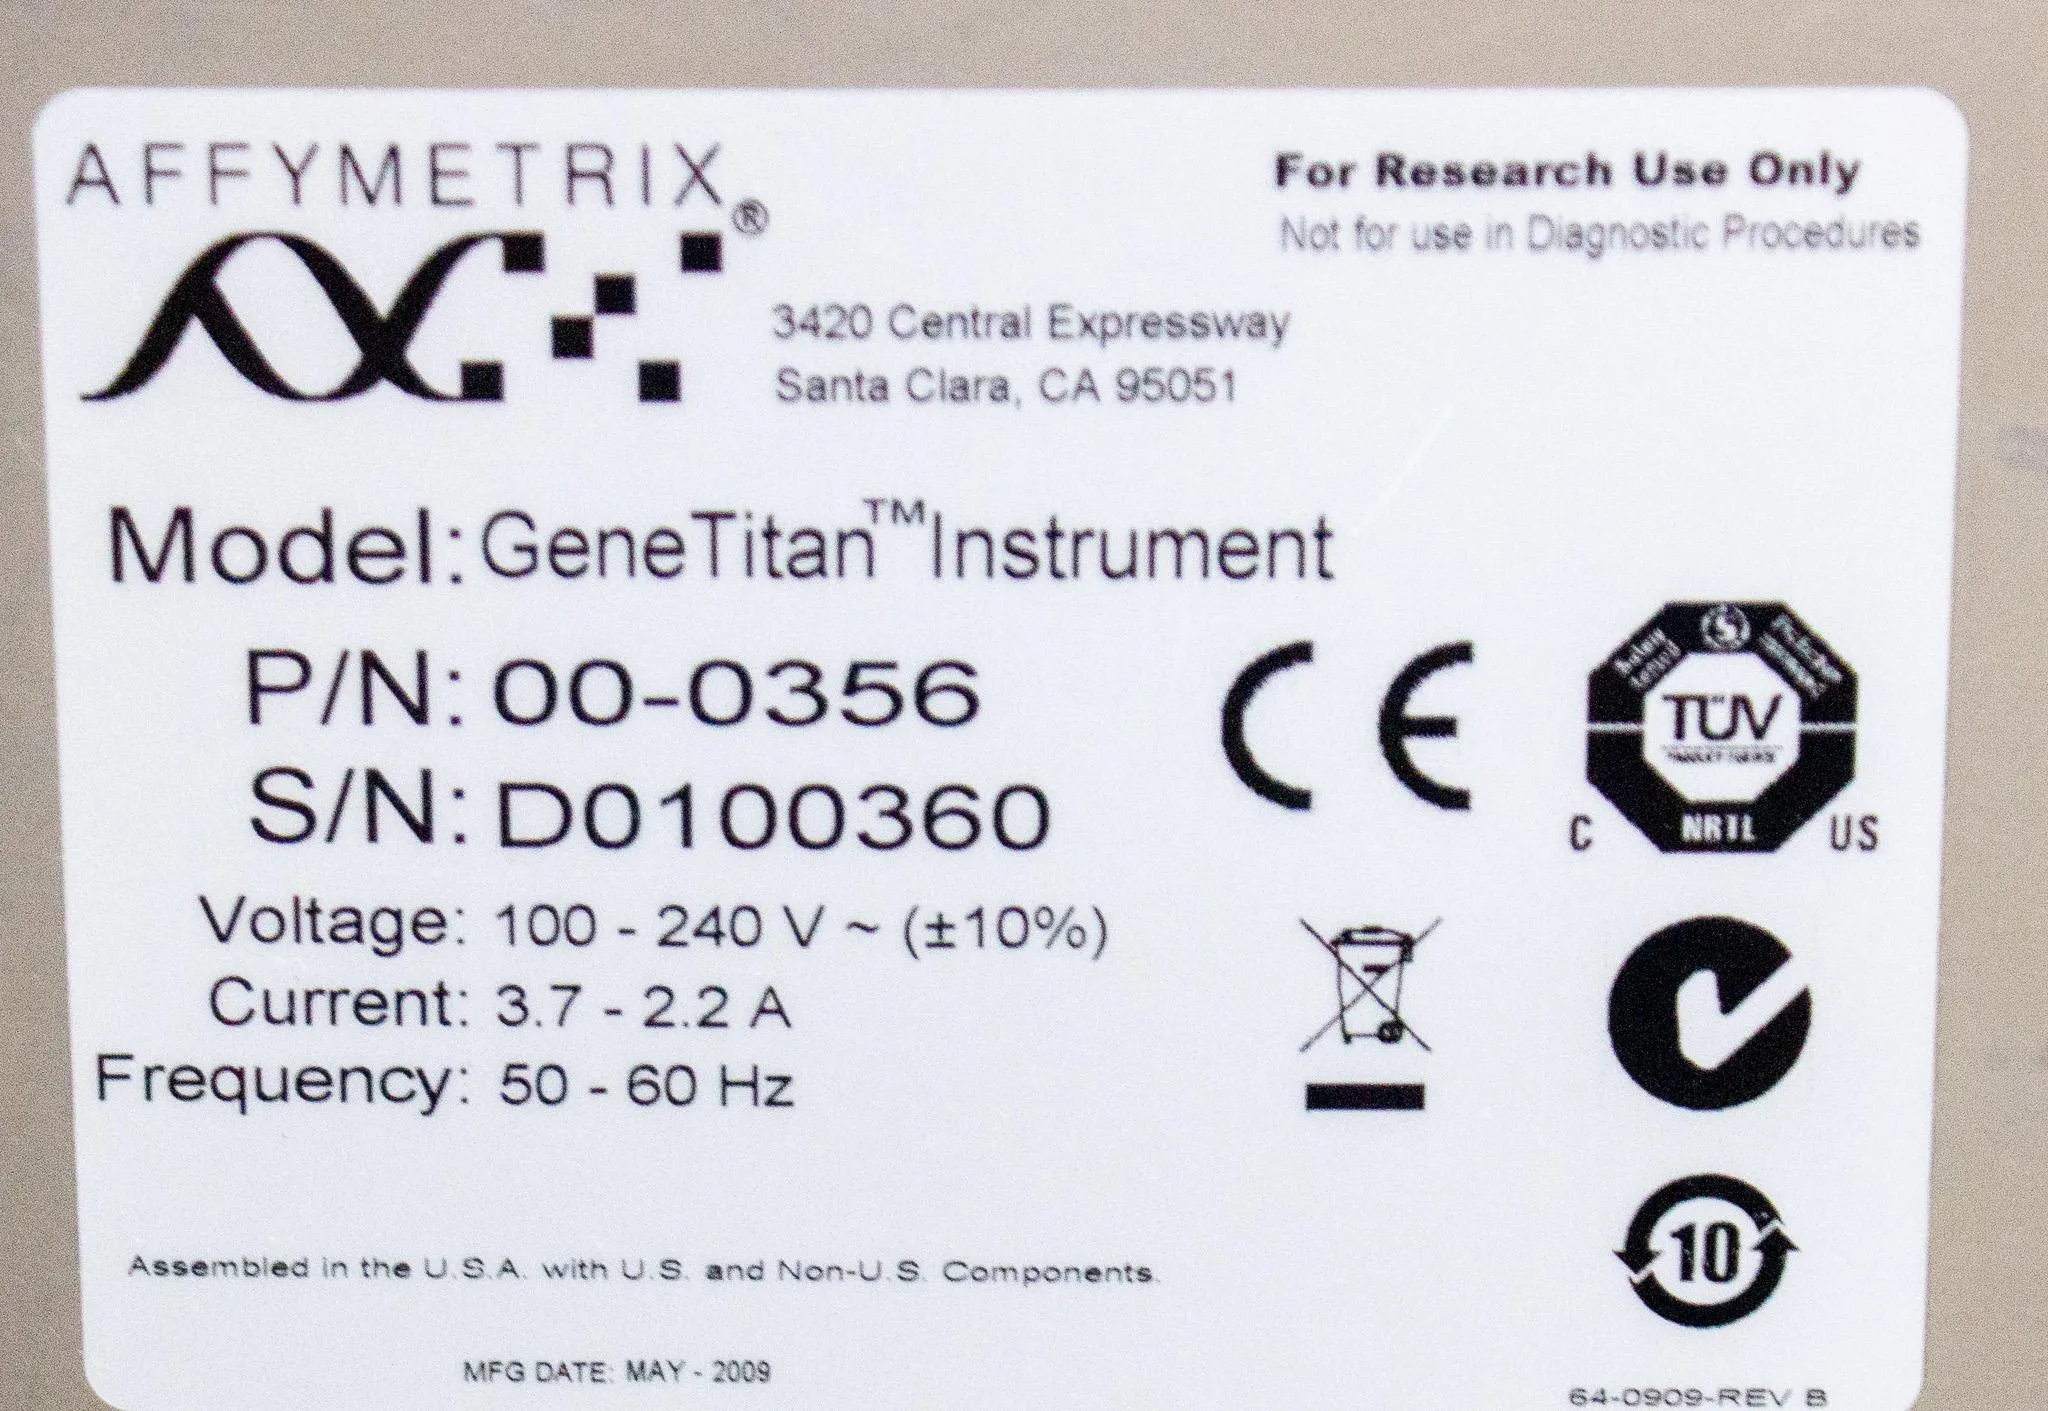 AFFYMETRIX®
For Research Use Only
Not for use in Diagnostic Procedures
3420 Central Expressway
Santa Clara, CA 95051
Model: GeneTitan™ Instrument
P/N: 00-0356
S/N: D0100360
CE
TÜV
C NRTL US
Voltage: 100 - 240 V ~ (±10%)
Current: 3.7 - 2.2 A
Frequency: 50 - 60 Hz
10
Assembled in the U.S.A. with U.S. and Non-U.S. Components.
MFG DATE: MAY - 2009
64-0909-REV B